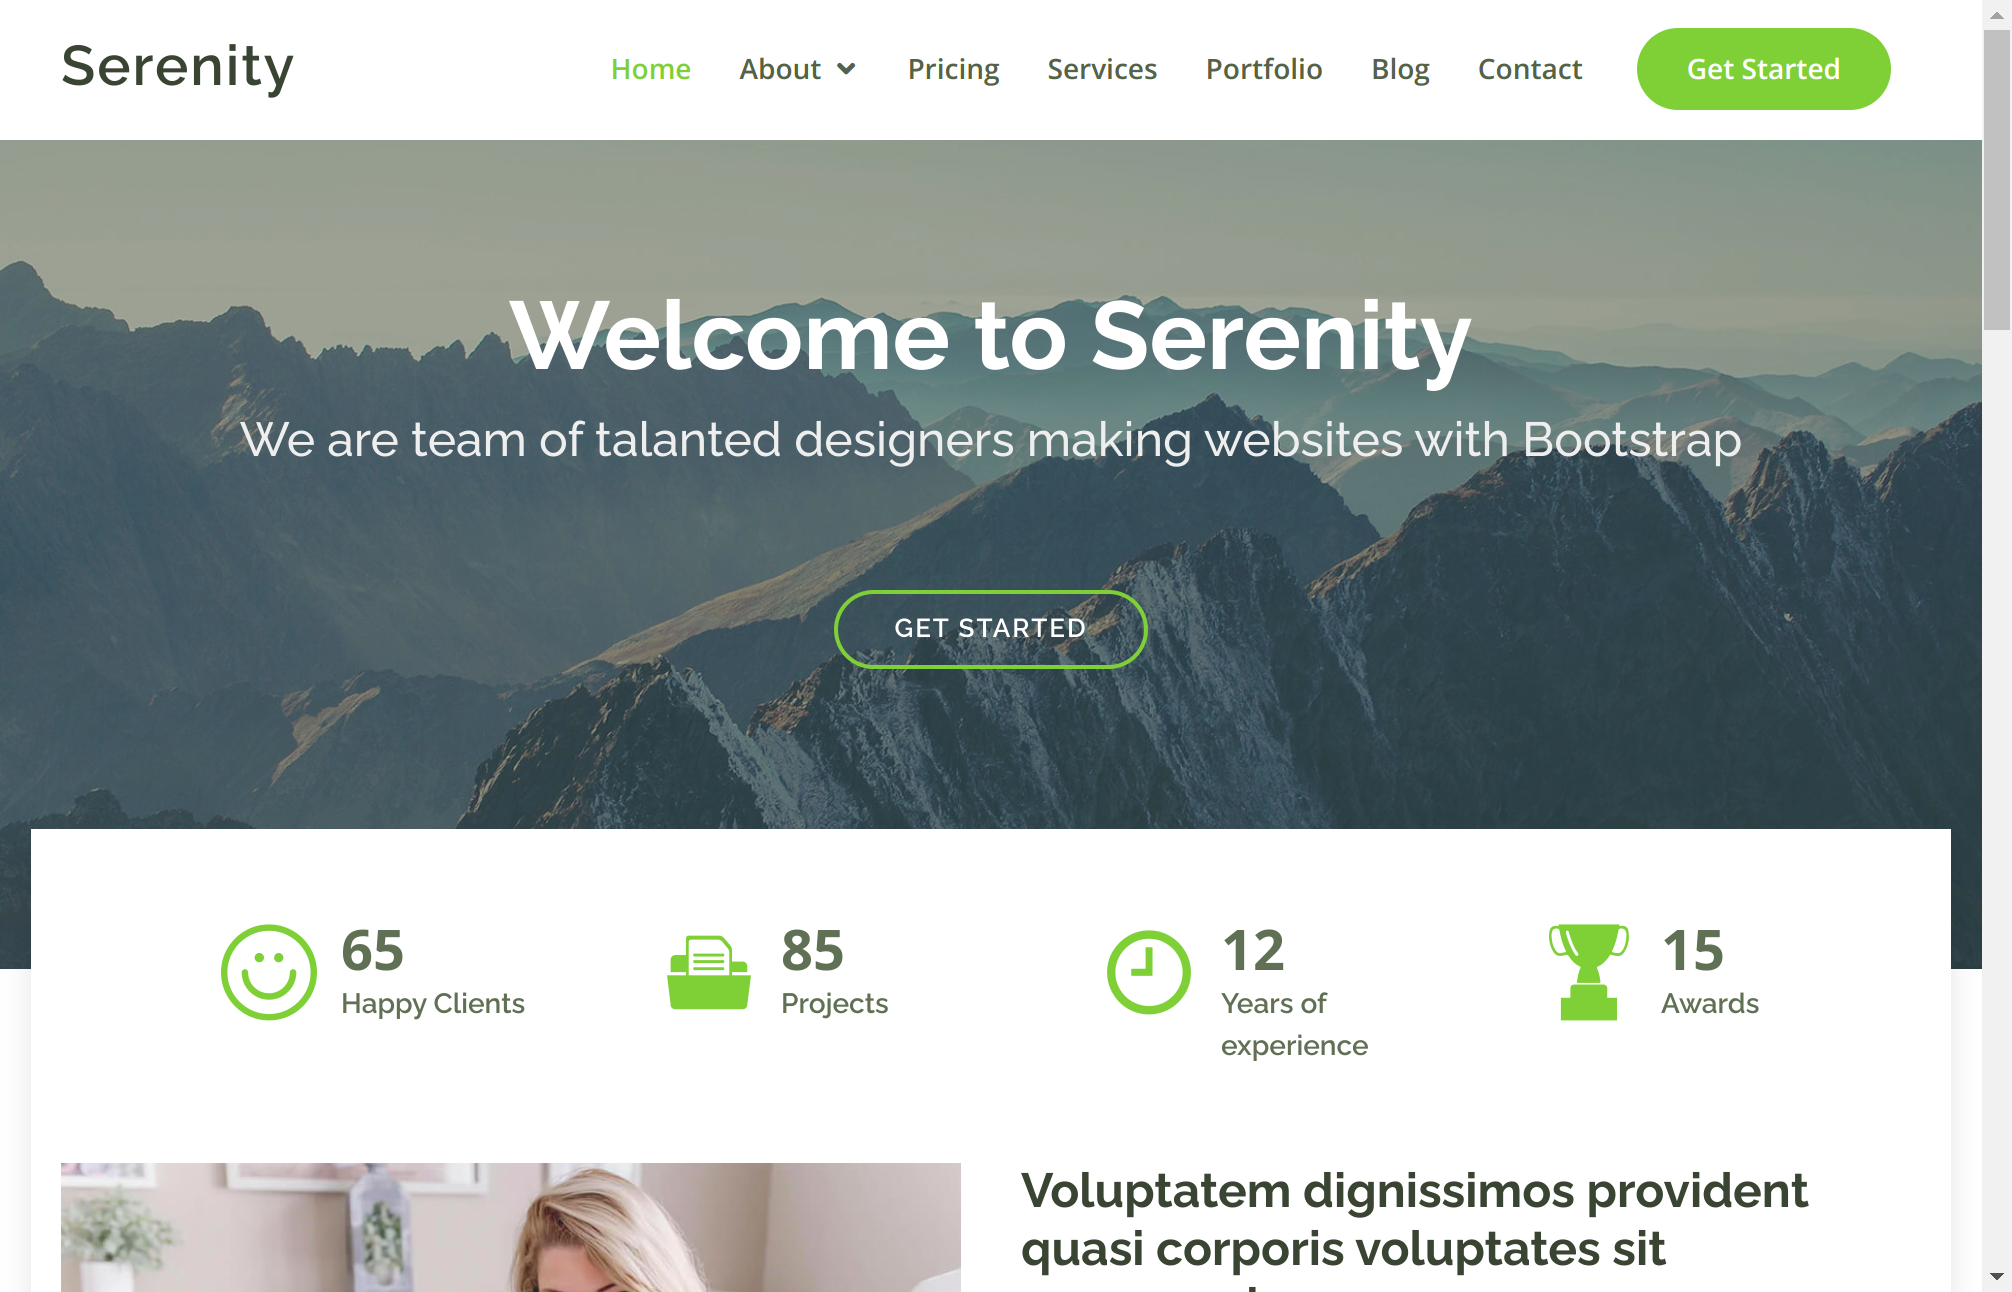 Serenity
Home About Pricing Services Portfolio Blog Contact Get Started
Welcome to Serenity
We are team of talanted designers making websites with Bootstrap
GET STARTED
65
Happy Clients
85
Projects
12
Years of
experience
15
Awards
Voluptatem dignissimos provident
quasi corporis voluptates sit